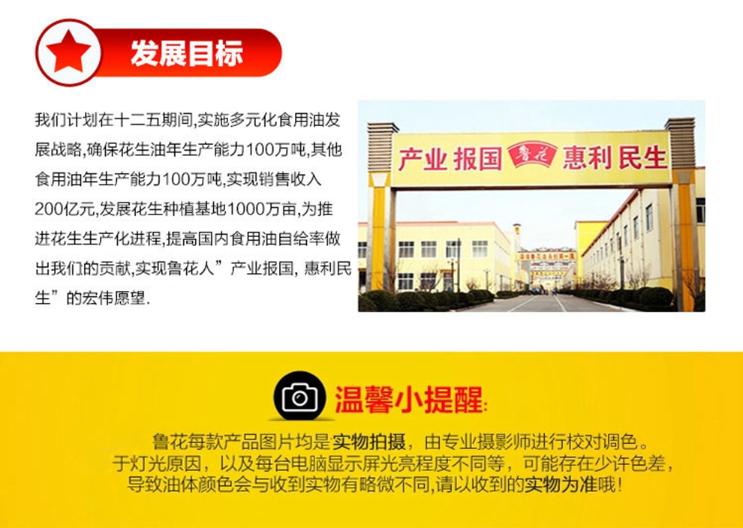 发展目标
我们计划在十二五期间,实施多元化食用油发
展战略,确保花生油年生产能力100万吨,其他
食用油年生产能力100万吨,实现销售收入
200亿元,发展花生种植基地1000万亩,为推
进花生生产化进程,提高国内食用油自给率做
出我们的贡献,实现鲁花人”产业报国, 惠利民
生”的宏伟愿望.
产业报国 鲁花 惠利民生
温馨小提醒:
鲁花每款产品图片均是实物拍摄，由专业摄影师进行校对调色。
于灯光原因，以及每台电脑显示屏光亮程度不同等，可能存在少许色差，
导致油体颜色会与收到实物有略微不同,请以收到的实物为准哦!